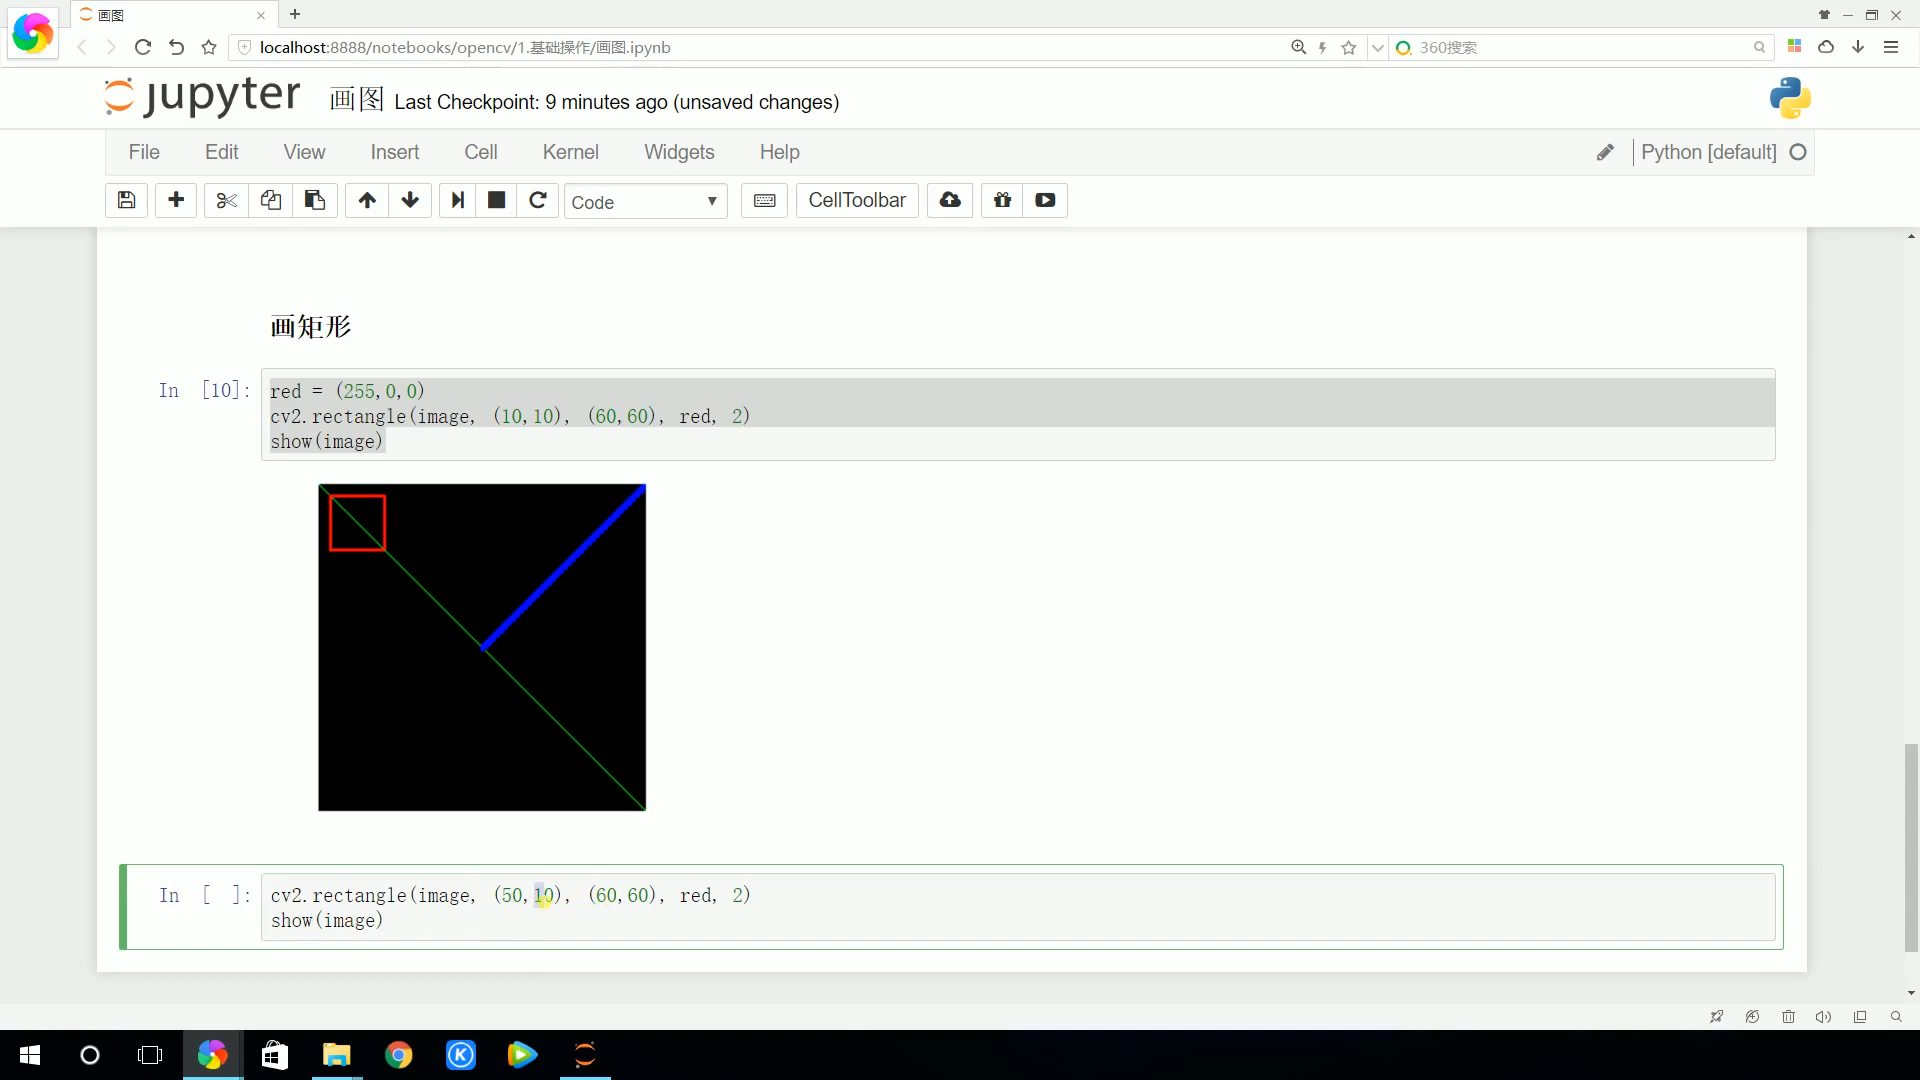 画图
localhost:8888/notebooks/opencv/1.基础操作/画图.ipynb
360搜索
jupyter 画图 Last Checkpoint: 9 minutes ago (unsaved changes)
File Edit View Insert Cell Kernel Widgets Help Python [default]
Code CellToolbar
画矩形
In [10]: red = (255,0,0)
cv2.rectangle(image, (10,10), (60,60), red, 2)
show(image)
In [ ]: cv2.rectangle(image, (50,10), (60,60), red, 2)
show(image)
K